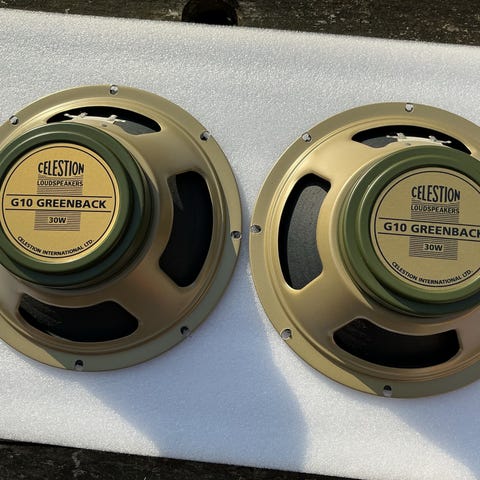 CELESTION
LOUDSPEAKERS
G10 GREENBACK
30W
CELESTION INTERNATIONAL LTD.
CELESTION
LOUDSPEAKERS
G10 GREENBACK
30W
CELESTION INTERNATIONAL LTD.